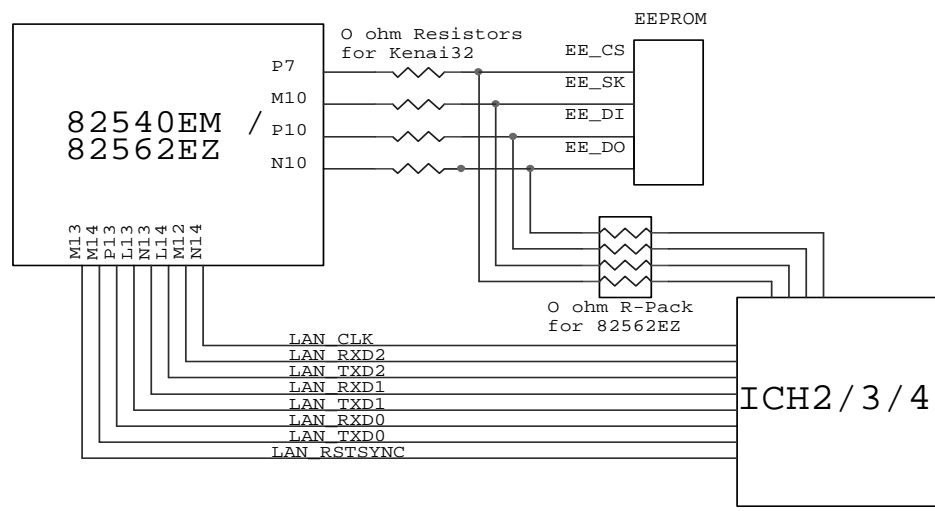 EEPROM
O ohm Resistors
for Kenai32
EE_CS
P7
EE_SK
M10
EE_DI
82540EM /
82562EZ
P10
EE_DO
N10
M13
M14
P13
L13
N13
L14
M12
N14
O ohm R-Pack
for 82562EZ
LAN_CLK
LAN_RXD2
LAN_TXD2
LAN_RXD1
LAN_TXD1
LAN_RXD0
LAN_TXD0
LAN_RSTSYNC
ICH2/3/4